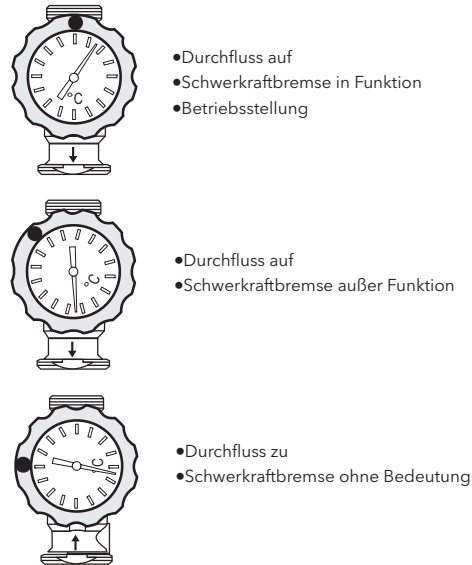 °C
●Durchfluss auf
●Schwerkraftbremse in Funktion
●Betriebsstellung
°C
●Durchfluss auf
●Schwerkraftbremse außer Funktion
°C
●Durchfluss zu
●Schwerkraftbremse ohne Bedeutung